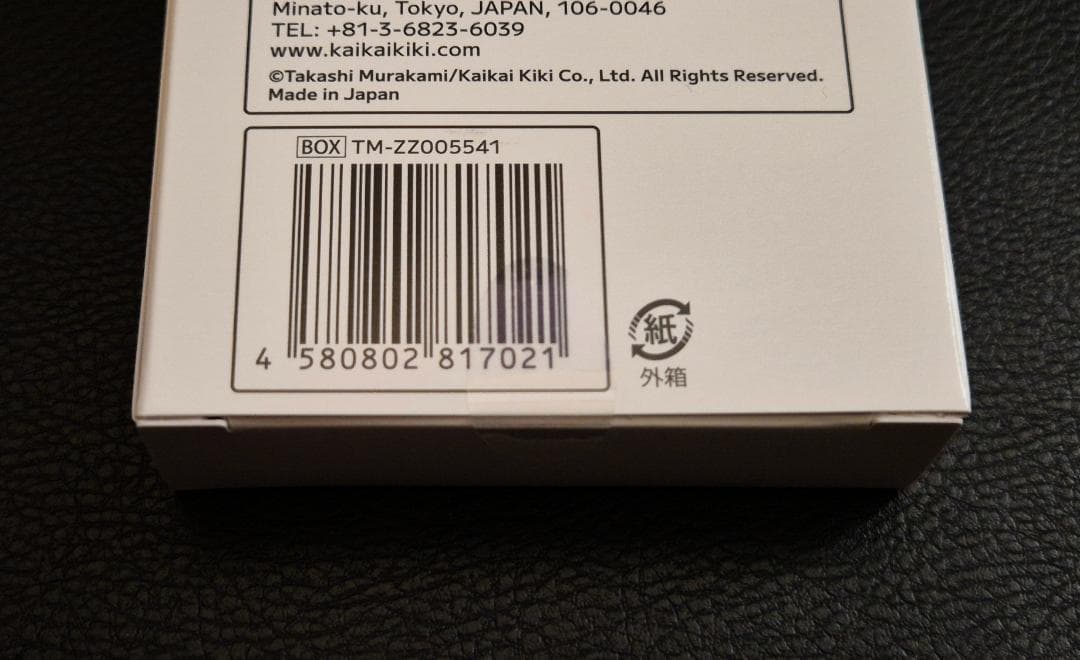 Minato-ku, Tokyo, JAPAN, 106-0046
TEL: +81-3-6823-6039
www.kaikaikiki.com
©Takashi Murakami/Kaikai Kiki Co., Ltd. All Rights Reserved.
Made in Japan
BOX TM-ZZ005541
4 580802 817021
紙
外箱